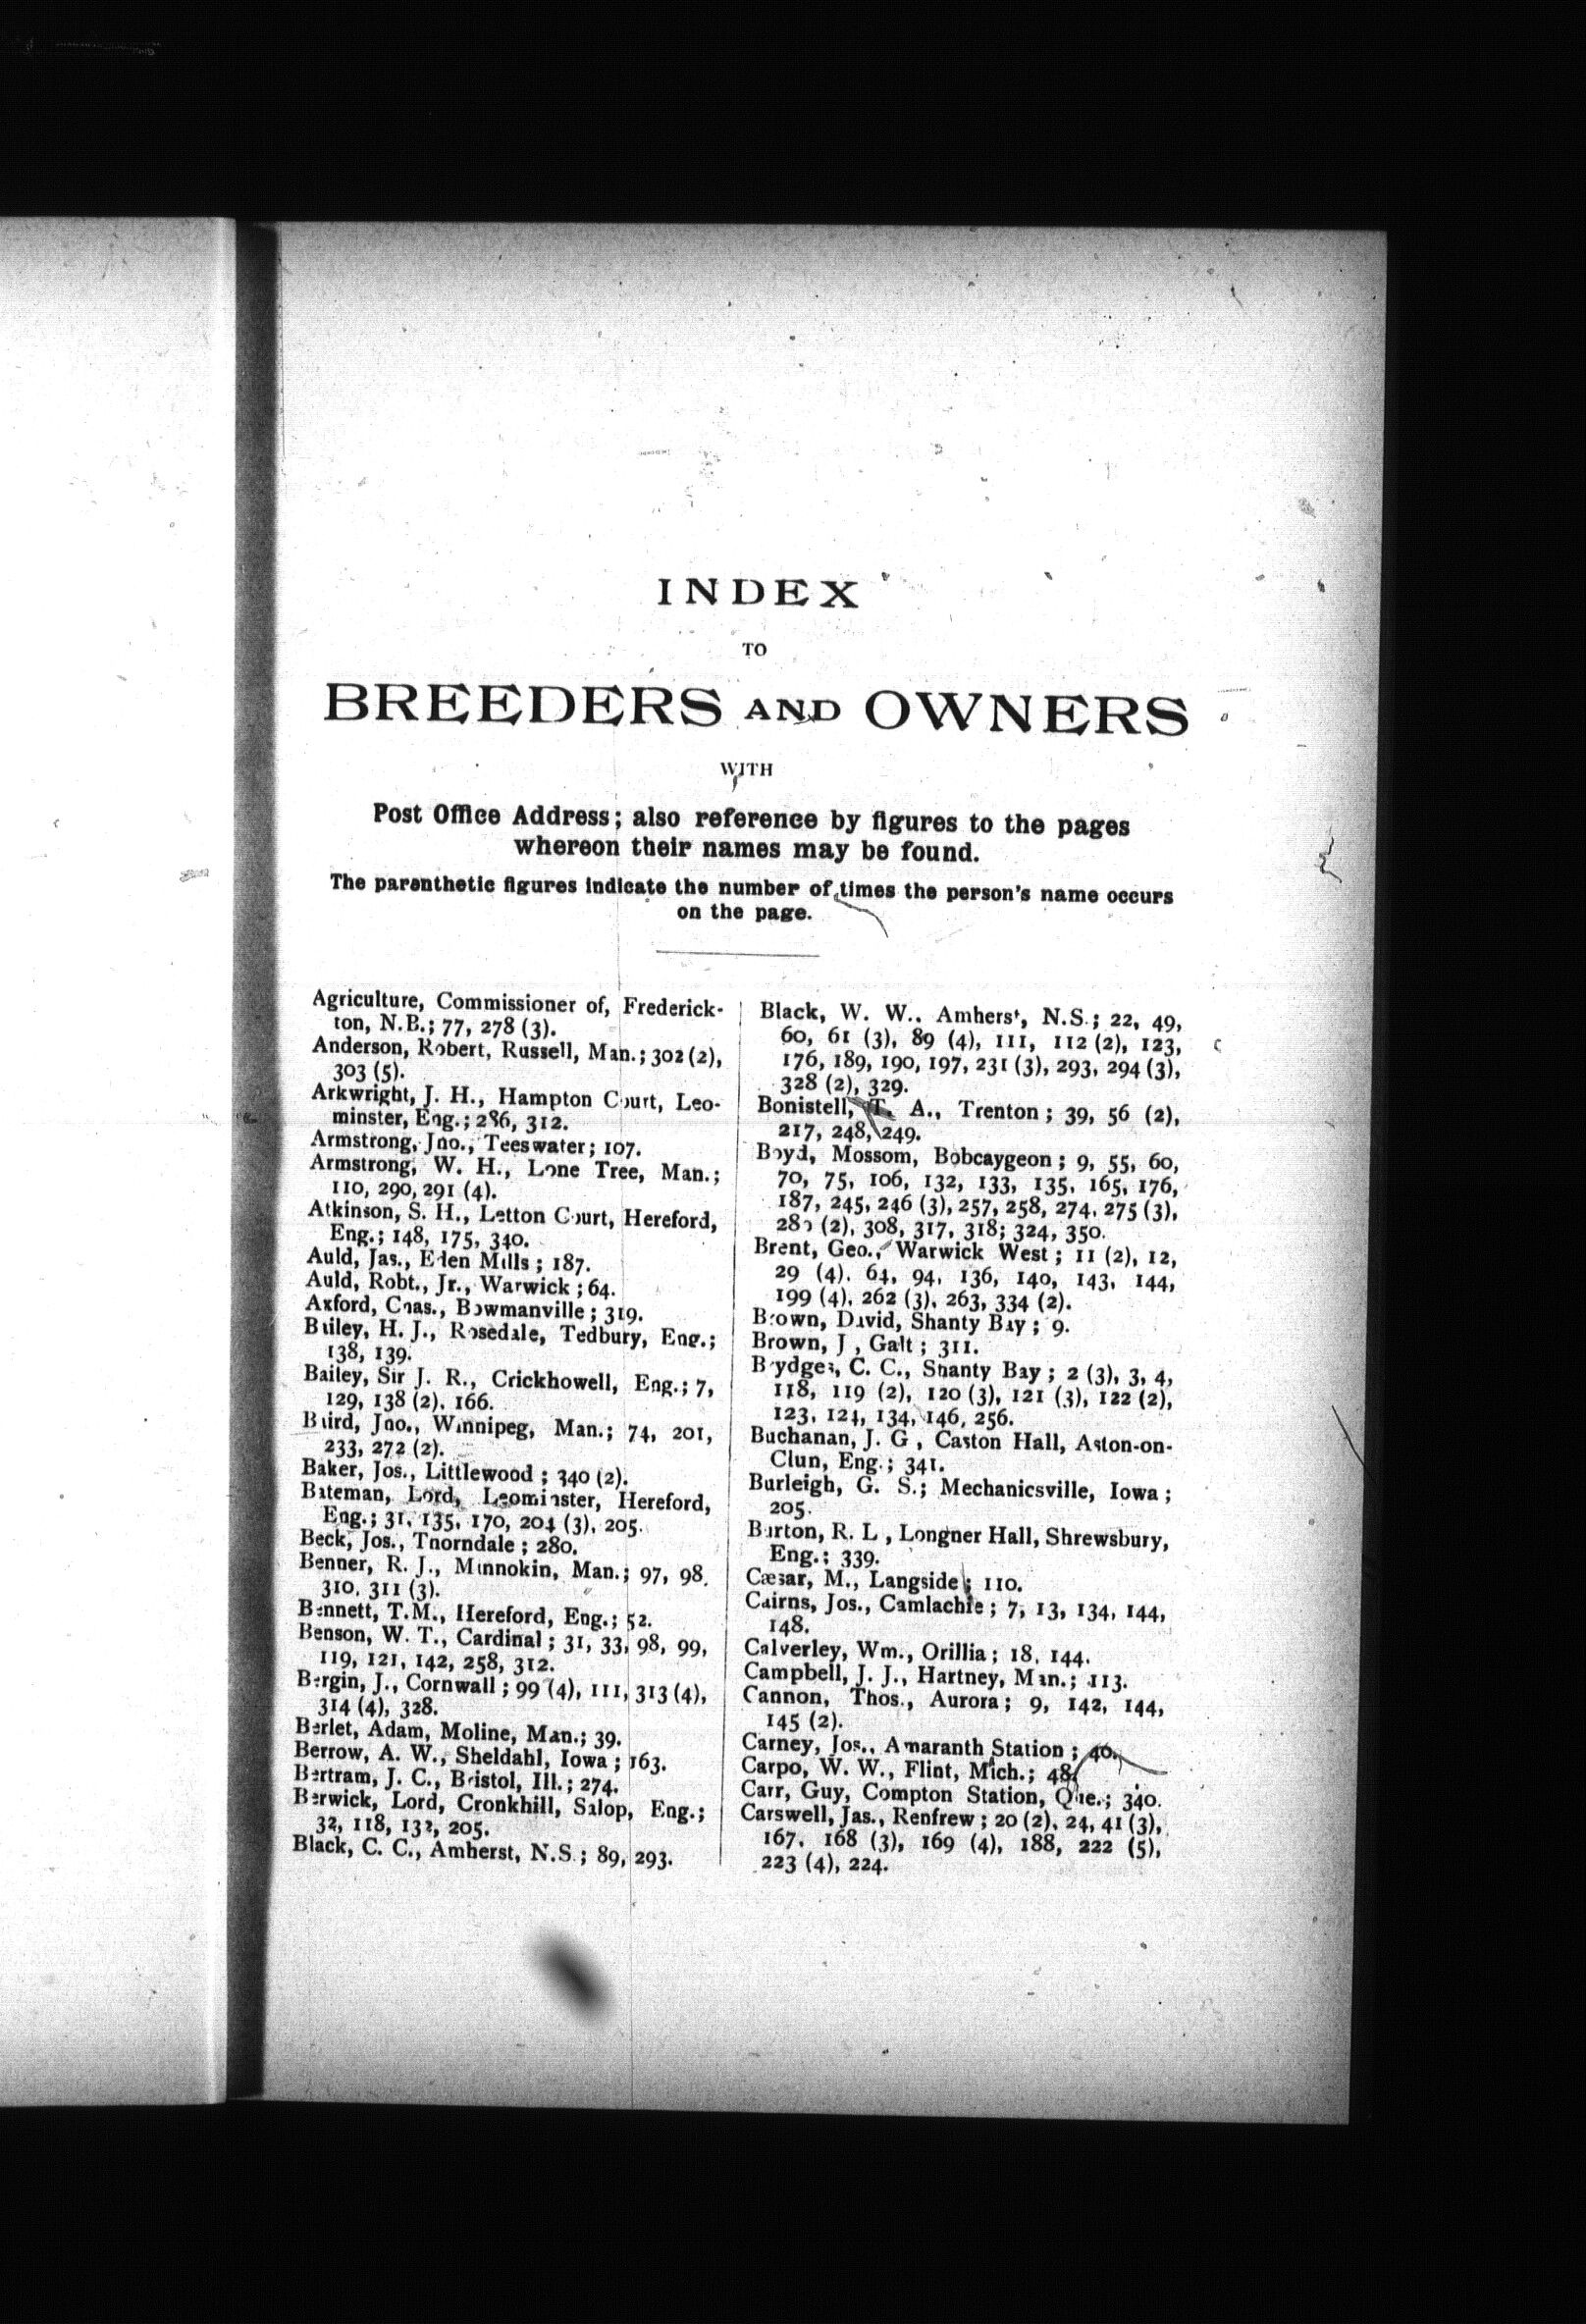 INDEX
TO
BREEDERS AND OWNERS
WITH
Post Office Address; also reference by figures to the pages
whereon their names may be found.
The parenthetic figures indicate the number of times the person's name occurs
on the page.
Agriculture, Commissioner of, Frederick-
ton, N.B.; 77, 278 (3).
Anderson, Robert, Russell, Man.; 302 (2),
303 (5).
Arkwright, J. H., Hampton Court, Leo-
minster, Eng.; 286, 312.
Armstrong, Jno., Teeswater; 107.
Armstrong, W. H., Lone Tree, Man.;
110, 290, 291 (4).
Atkinson, S. H., Letton Court, Hereford,
Eng.; 148, 175, 340.
Auld, Jas., Eden Mills; 187.
Auld, Robt., Jr., Warwick; 64.
Axford, Chas., Bowmanville; 319.
Bailey, H. J., Rosedale, Tedbury, Eng.;
138, 139.
Bailey, Sir J. R., Crickhowell, Eng.; 7,
129, 138 (2), 166.
Baird, Jno., Winnipeg, Man.; 74, 201,
233, 272 (2).
Baker, Jos., Littlewood; 340 (2).
Bateman, Lord, Leominster, Hereford,
Eng.; 31, 135, 170, 204 (3), 205.
Beck, Jos., Thorndale; 280.
Benner, R. J., Minnokin, Man.; 97, 98,
310, 311 (3).
Bennett, T. M., Hereford, Eng.; 52.
Benson, W. T., Cardinal; 31, 33, 98, 99,
119, 121, 142, 258, 312.
Bergin, J., Cornwall; 99 (4), 111, 313 (4),
314 (4), 328.
Berlet, Adam, Moline, Man.; 39.
Berrow, A. W., Sheldahl, Iowa; 163.
Bertram, J. C., Bristol, Ill.; 274.
Berwick, Lord, Cronkhill, Salop, Eng.;
32, 118, 132, 205.
Black, C. C., Amherst, N.S.; 89, 293.
Black, W. W., Amherst, N.S.; 22, 49,
60, 61 (3), 89 (4), 111, 112 (2), 123,
176, 189, 190, 197, 231 (3), 293, 294 (3),
328 (2), 329.
Bonistell, T. A., Trenton; 39, 56 (2),
217, 248, 249.
Boyd, Mossom, Bobcaygeon; 9, 55, 60,
70, 75, 106, 132, 133, 135, 165, 176,
187, 245, 246 (3), 257, 258, 274, 275 (3),
280 (2), 308, 317, 318; 324, 350.
Brent, Geo., Warwick West; 11 (2), 12,
29 (4), 64, 94, 136, 140, 143, 144,
199 (4), 262 (3), 263, 334 (2).
Brown, David, Shanty Bay; 9.
Brown, J., Galt; 311.
Brydges, C. C., Shanty Bay; 2 (3), 3, 4,
118, 119 (2), 120 (3), 121 (3), 122 (2),
123, 124, 134, 146, 256.
Buchanan, J. G., Caston Hall, Aston-on-
Clun, Eng.; 341.
Burleigh, G. S.; Mechanicsville, Iowa;
205.
Burton, R. L., Longner Hall, Shrewsbury,
Eng.; 339.
Cæsar, M., Langside; 110.
Cairns, Jos., Camlachie; 7, 13, 134, 144,
148.
Calverley, Wm., Orillia; 18, 144.
Campbell, J. J., Hartney, Man.; 113.
Cannon, Thos., Aurora; 9, 142, 144,
145 (2).
Carney, Jos., Amaranth Station; 40.
Carpo, W. W., Flint, Mich.; 48.
Carr, Guy, Compton Station, Que.; 340.
Carswell, Jas., Renfrew; 20 (2), 24, 41 (3),
167, 168 (3), 169 (4), 188, 222 (5),
223 (4), 224.